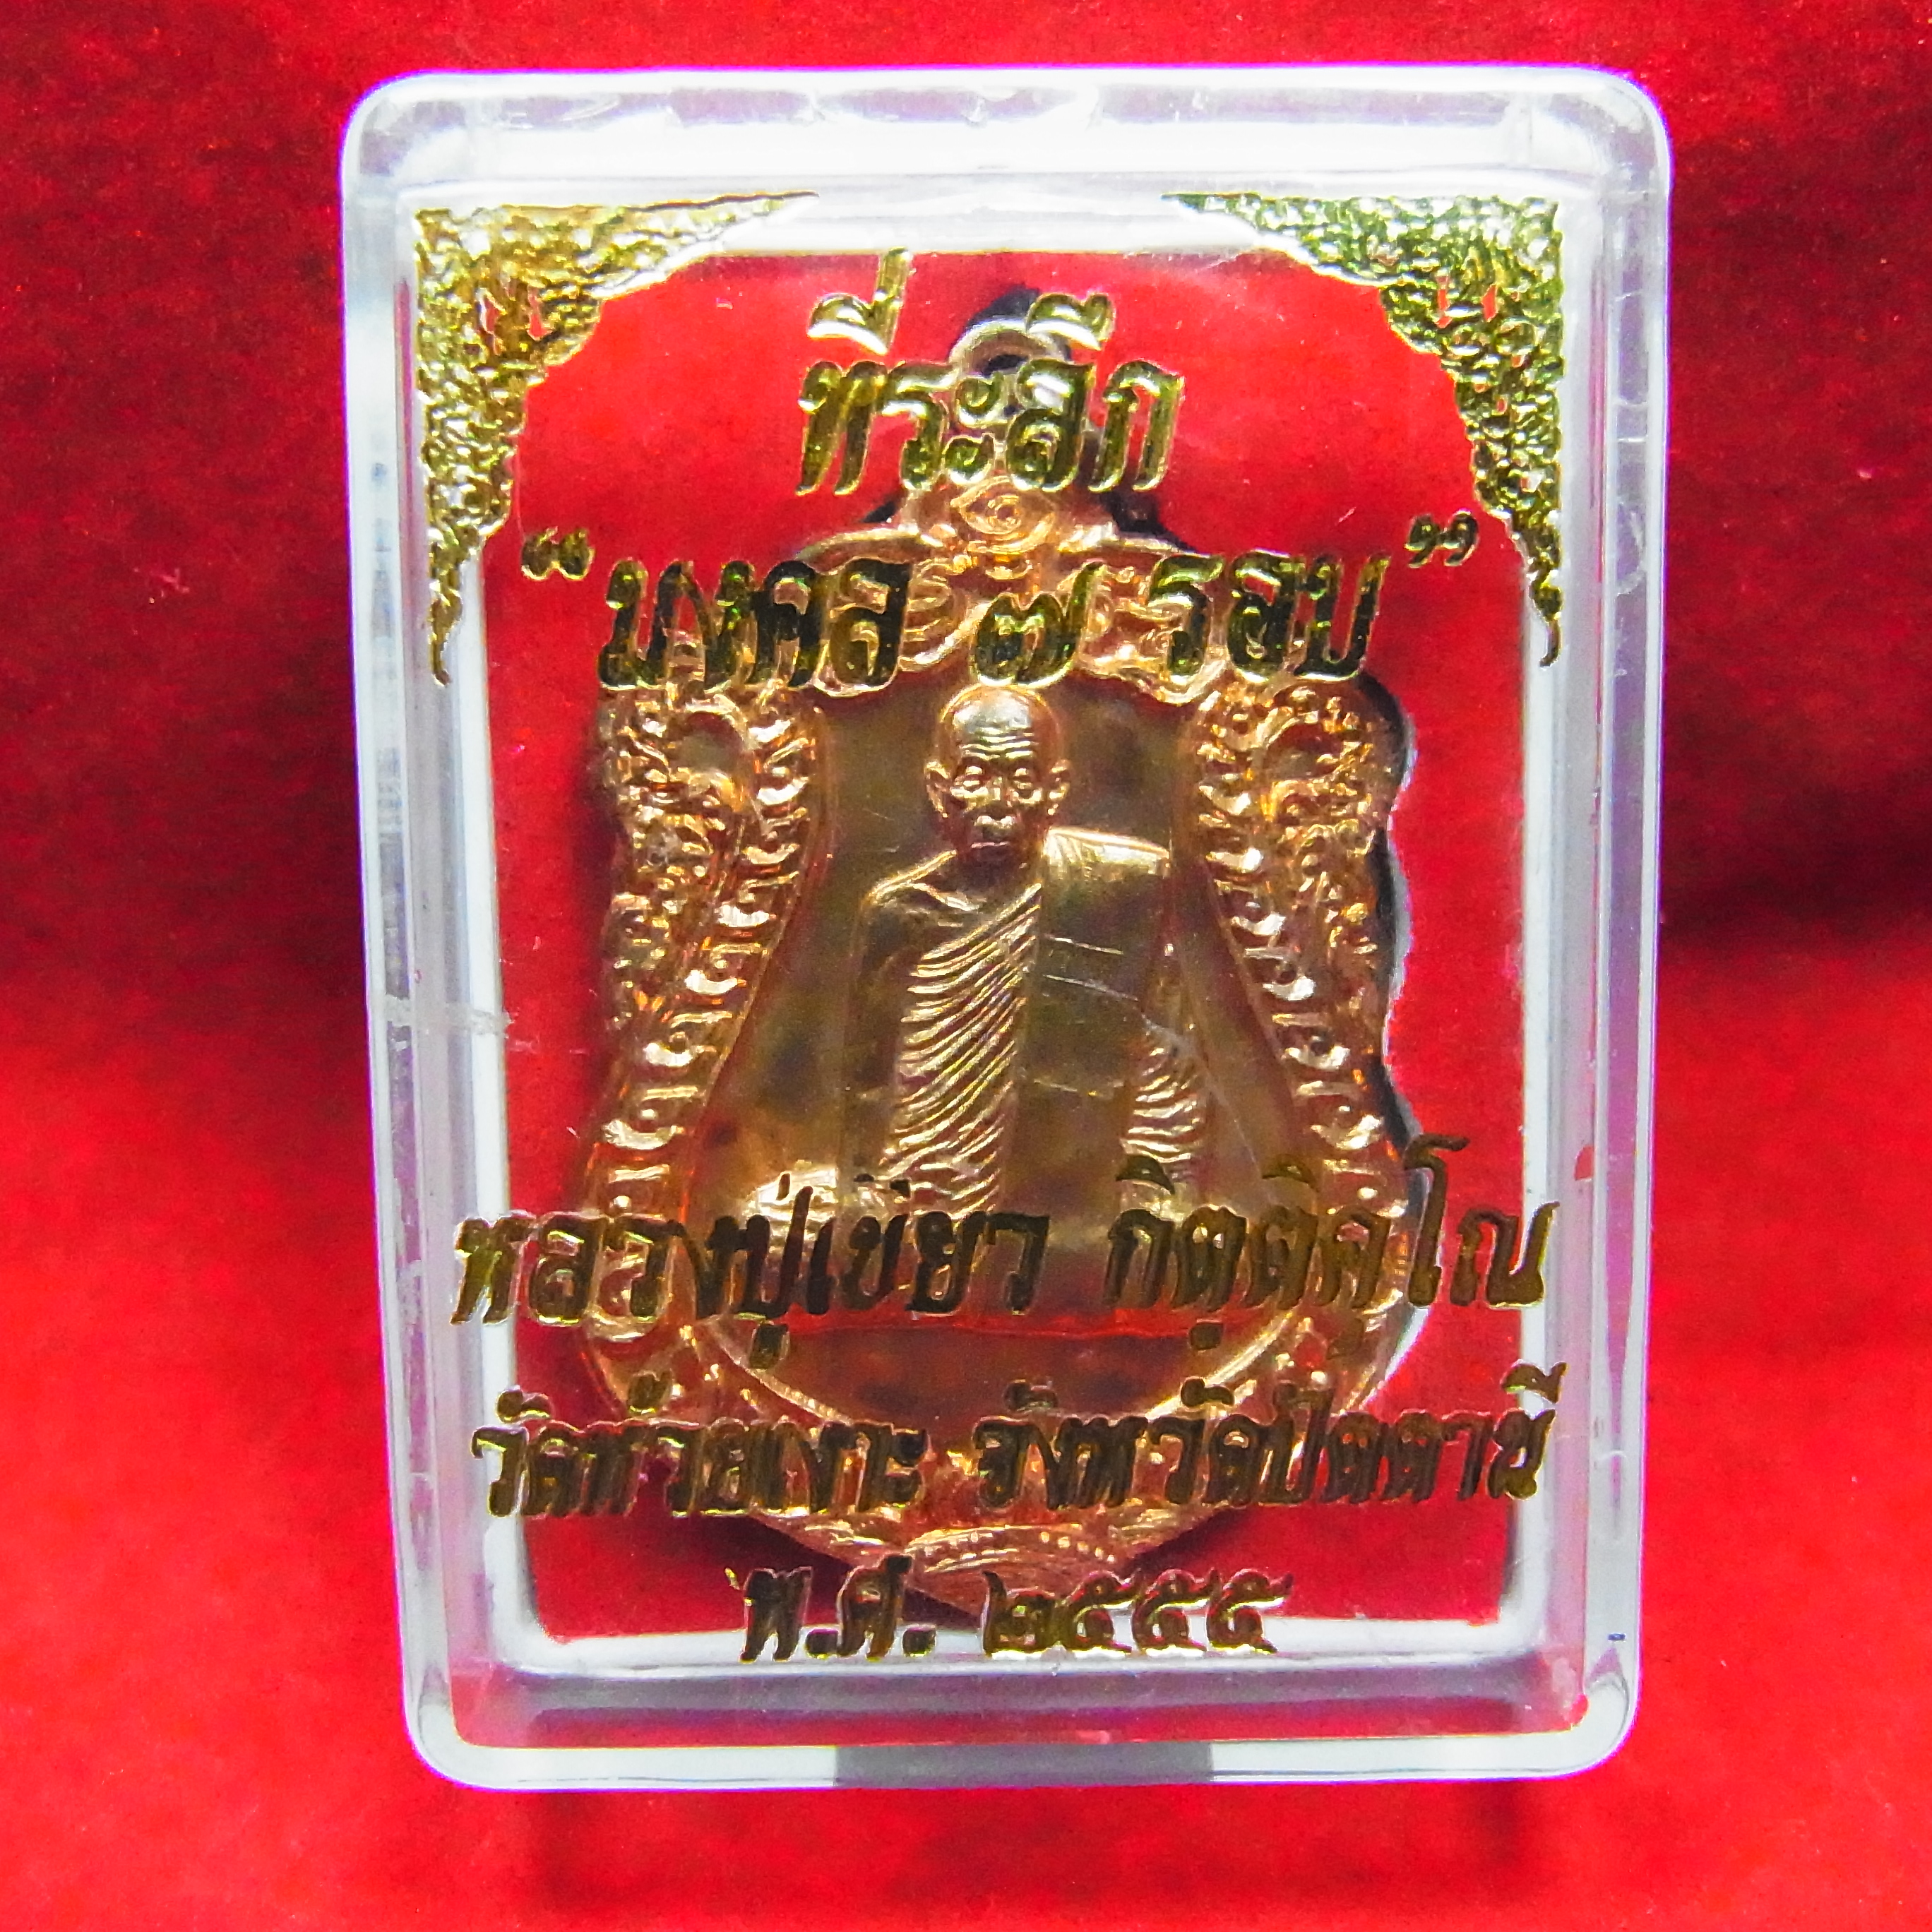 ที่ระลึก
“มงคล ๗ รอบ”
หลวงปู่เขียว กิตฺติคุโณ
วัดห้วยเงาะ จังหวัดปัตตานี
พ.ศ. ๒๕๕๕